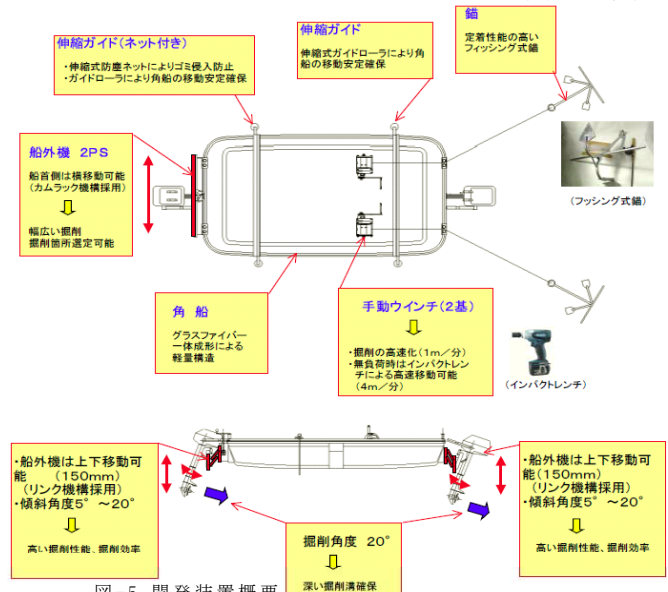 伸縮ガイド(ネット付き)
・伸縮式防塵ネットによりゴミ侵入防止
・ガイドローラにより角船の移動安定確保
伸縮ガイド
伸縮式ガイドローラにより角
船の移動安定確保
錨
定着性能の高い
フィッシング式錨
船外機 2PS
船首側は横移動可能
(カムラック機構採用)
幅広い掘削
掘削箇所選定可能
(フッシング式錨)
角 船
グラスファイバー
一体成形による
軽量構造
手動ウインチ(2基)
・掘削の高速化(1m/分)
・無負荷時はインパクトレン
チによる高速移動可能
(4m/分)
(インパクトレンチ)
・船外機は上下移動可
能 (150mm)
(リンク機構採用)
・傾斜角度5°~20°
高い掘削性能、掘削効率
掘削角度 20°
深い掘削溝確保
・船外機は上下移動可
能(150mm)
(リンク機構採用)
・傾斜角度5°~20°
高い掘削性能、掘削効率
図-5 開発装置概要